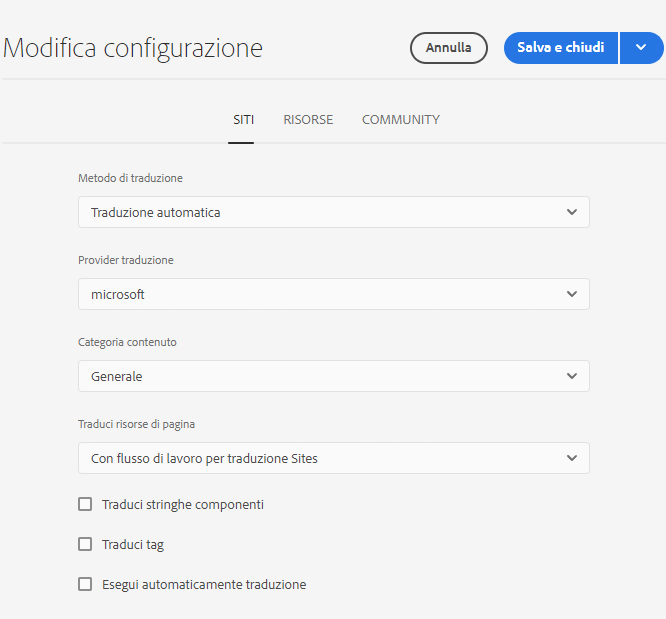 Modifica configurazione
Annulla
Salva e chiudi
SITI
RISORSE
COMMUNITY
Metodo di traduzione
Traduzione automatica
Provider traduzione
microsoft
Categoria contenuto
Generale
Traduci risorse di pagina
Con flusso di lavoro per traduzione Sites
Traduci stringhe componenti
Traduci tag
Esegui automaticamente traduzione